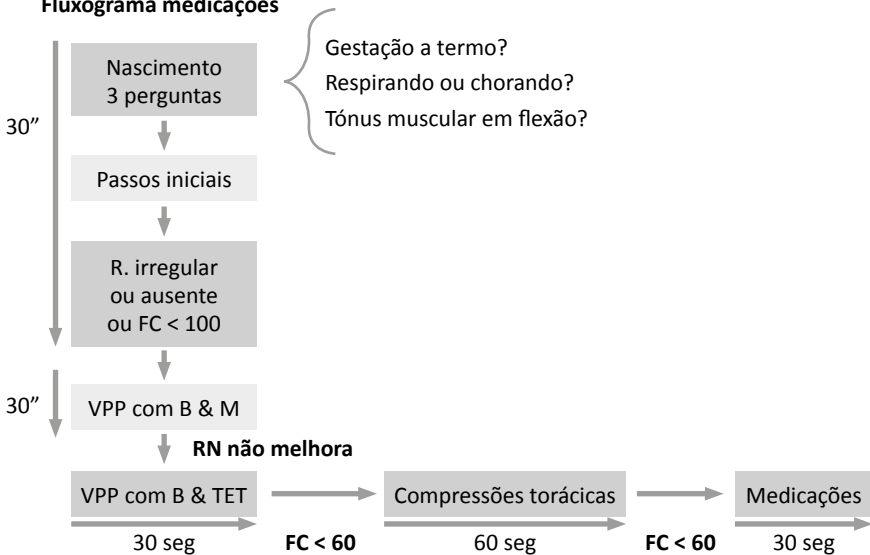 Fluxograma medicações
Nascimento
3 perguntas
Gestação a termo?
Respirando ou chorando?
Tónus muscular em flexão?
30”
Passos iniciais
R. irregular
ou ausente
ou FC < 100
30”
VPP com B & M
RN não melhora
VPP com B & TET
Compressões torácicas
Medicações
30 seg
FC < 60
60 seg
FC < 60
30 seg